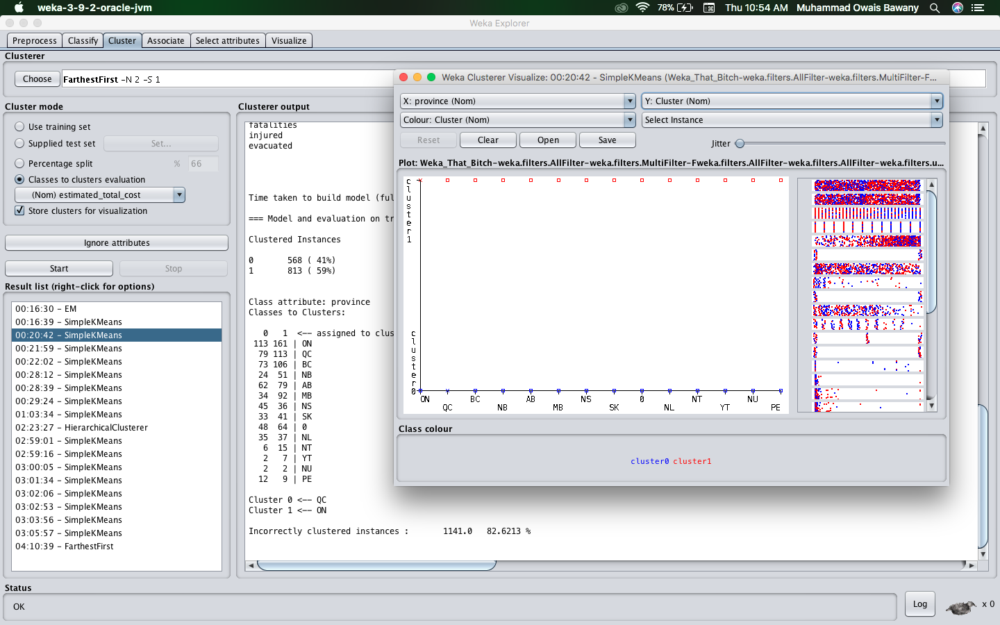 weka-3-9-2-oracle-jvm
78%
Thu 10:54 AM
Muhammad Owais Bawany
Weka Explorer
Preprocess
Classify
Cluster
Associate
Select attributes
Visualize
Clusterer
Choose
FarthestFirst -N 2 -S 1
Cluster mode
Use training set
Supplied test set
Set...
Percentage split
%
66
Classes to clusters evaluation
(Nom) estimated_total_cost
Store clusters for visualization
Ignore attributes
Start
Stop
Result list (right-click for options)
00:16:30 - EM
00:16:39 - SimpleKMeans
00:20:42 - SimpleKMeans
00:21:59 - SimpleKMeans
00:22:02 - SimpleKMeans
00:28:12 - SimpleKMeans
00:28:39 - SimpleKMeans
00:29:24 - SimpleKMeans
01:03:34 - SimpleKMeans
02:23:27 - HierarchicalClusterer
02:59:01 - SimpleKMeans
02:59:16 - SimpleKMeans
03:00:05 - SimpleKMeans
03:01:34 - SimpleKMeans
03:02:06 - SimpleKMeans
03:02:53 - SimpleKMeans
03:03:56 - SimpleKMeans
03:05:57 - SimpleKMeans
04:10:39 - FarthestFirst
Clusterer output
fatalities
injured
evacuated
Time taken to build model (ful
=== Model and evaluation on tr
Clustered Instances
0 568 ( 41%)
1 813 ( 59%)
Class attribute: province
Classes to Clusters:
0 1 <-- assigned to clus
113 161 | ON
79 113 | QC
73 106 | BC
24 51 | NB
62 79 | AB
34 92 | MB
45 36 | NS
33 41 | SK
48 64 | 0
35 37 | NL
6 15 | NT
2 7 | YT
2 2 | NU
12 9 | PE
Cluster 0 <-- QC
Cluster 1 <-- ON
Incorrectly clustered instances : 1141.0 82.6213 %
Weka Clusterer Visualize: 00:20:42 - SimpleKMeans (Weka_That_Bitch-weka.filters.AllFilter-weka.filters.MultiFilter-F...
X: province (Nom)
Y: Cluster (Nom)
Colour: Cluster (Nom)
Select Instance
Reset
Clear
Open
Save
Jitter
Plot: Weka_That_Bitch-weka.filters.AllFilter-weka.filters.MultiFilter-Fweka.filters.AllFilter-weka.filters.AllFilter-weka.filters.u...
cluster1
cluster0
ON
QC
BC
NB
AB
MB
NS
SK
0
NL
NT
YT
NU
PE
Class colour
cluster0 cluster1
Status
OK
Log
x 0